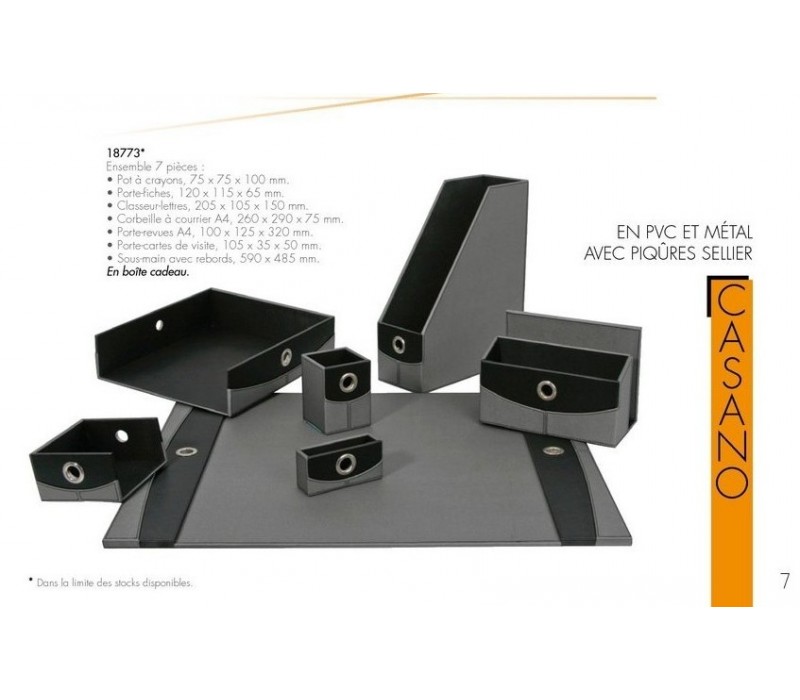 18773*
Ensemble 7 pièces :
• Pot à crayons, 75 x 75 x 100 mm.
• Porte-fiches, 120 x 115 x 65 mm.
• Classeur-lettres, 205 x 105 x 150 mm.
• Corbeille à courrier A4, 260 x 290 x 75 mm.
• Porte-revues A4, 100 x 125 x 320 mm.
• Porte-cartes de visite, 105 x 35 x 50 mm.
• Sous-main avec rebords, 590 x 485 mm.
En boîte cadeau.
EN PVC ET MÉTAL
AVEC PIQÛRES SELLIER
CASANO
* Dans la limite des stocks disponibles.
7